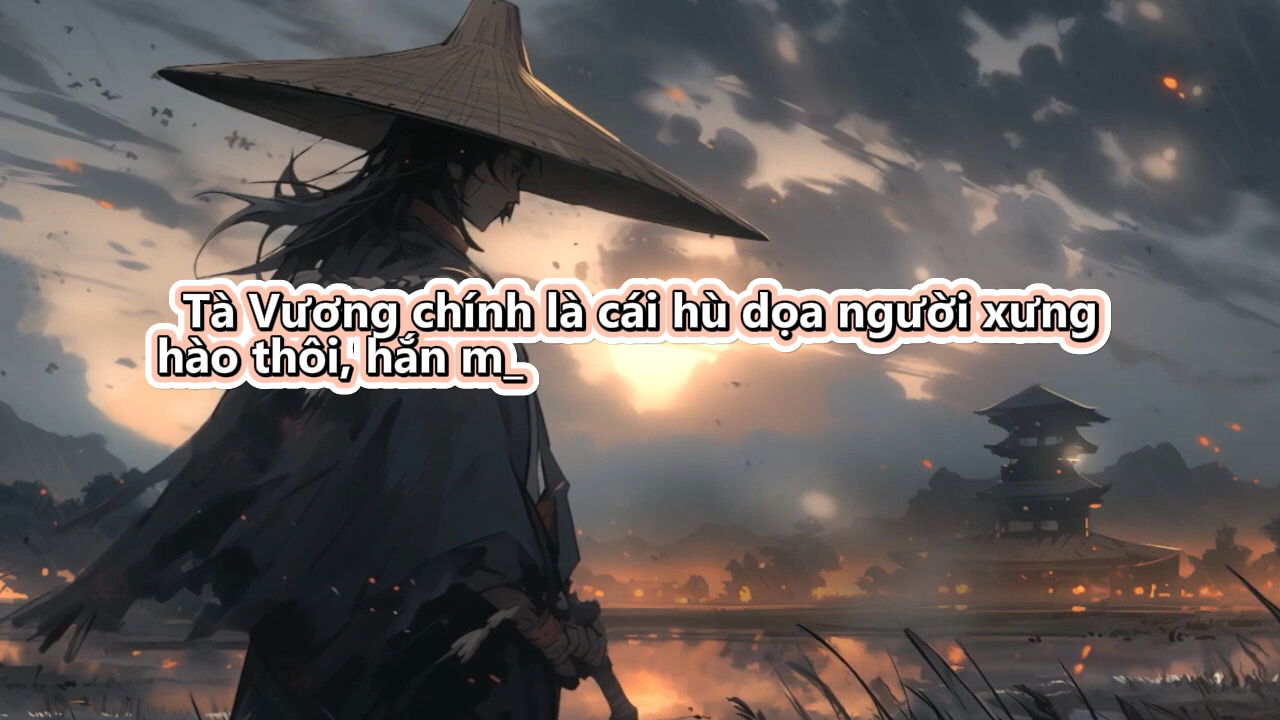 Tà Vương chính là cái hù dọa người xưng
hào thôi, hắn m_